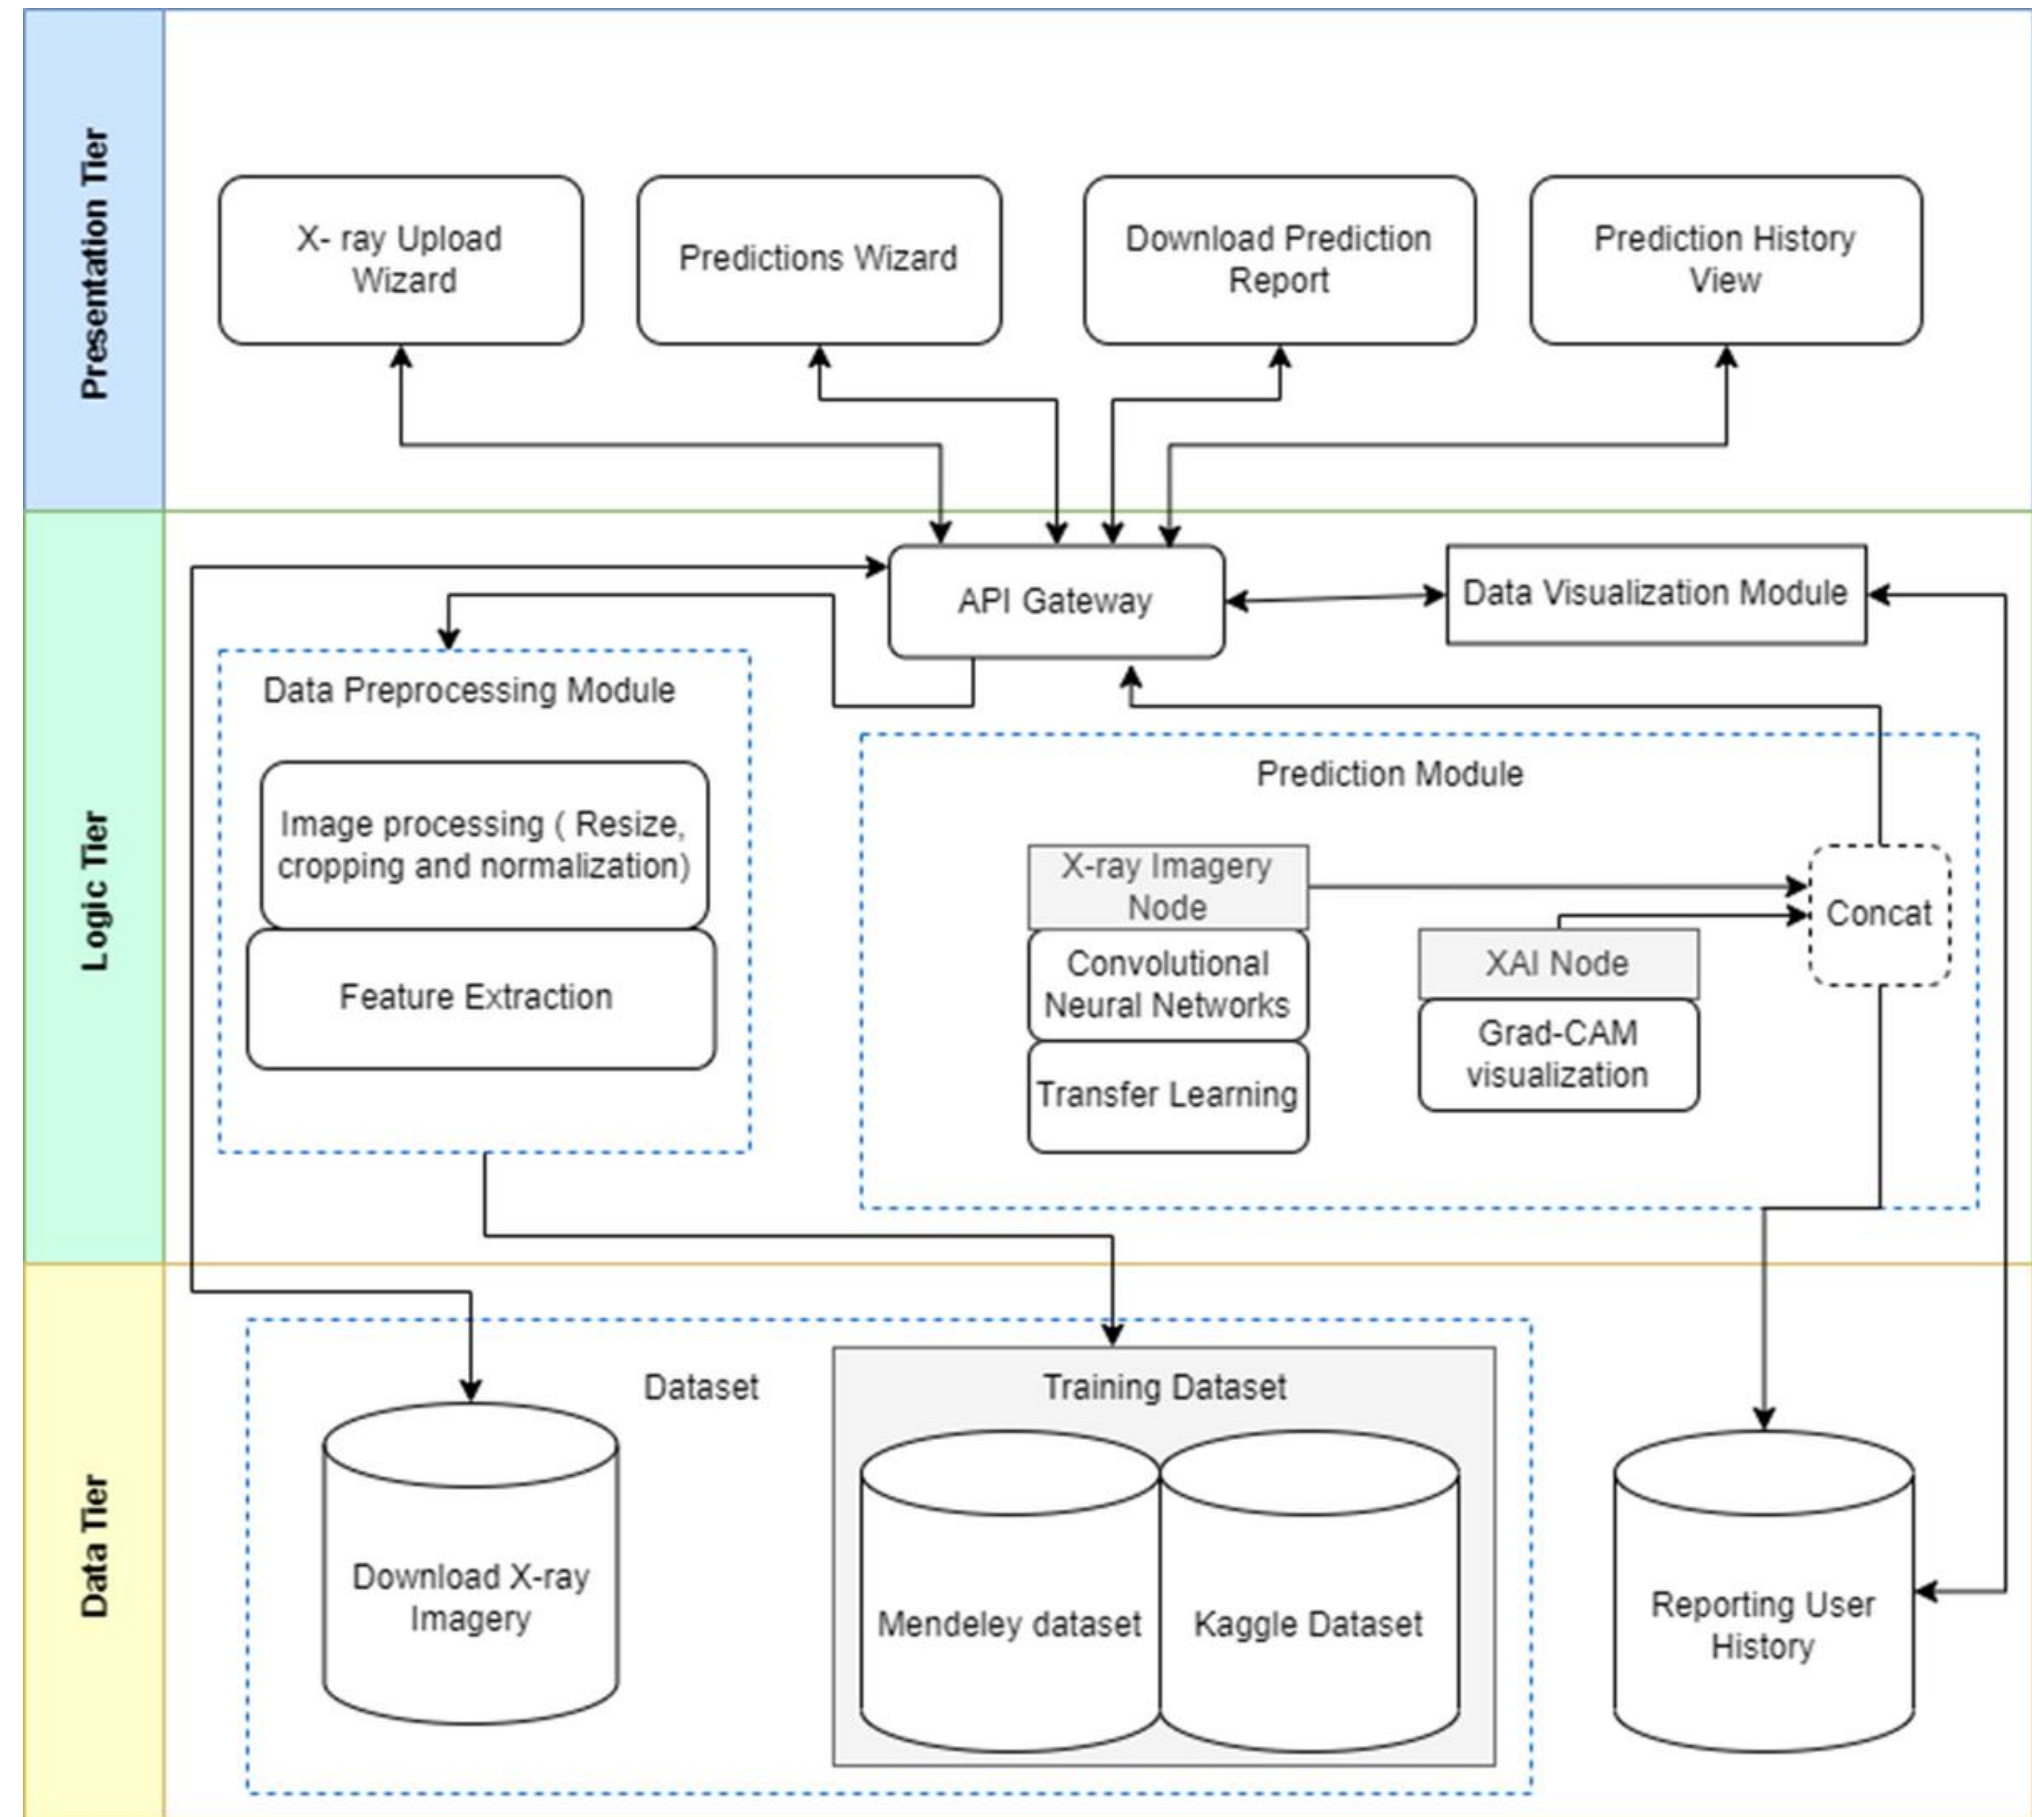 Presentation Tier
X- ray Upload
Wizard
Predictions Wizard
Download Prediction
Report
Prediction History
View
Logic Tier
API Gateway
Data Visualization Module
Data Preprocessing Module
Image processing ( Resize,
cropping and normalization)
Feature Extraction
Prediction Module
X-ray Imagery
Node
Convolutional
Neural Networks
Transfer Learning
XAI Node
Grad-CAM
visualization
Concat
Data Tier
Dataset
Download X-ray
Imagery
Training Dataset
Mendeley dataset
Kaggle Dataset
Reporting User
History